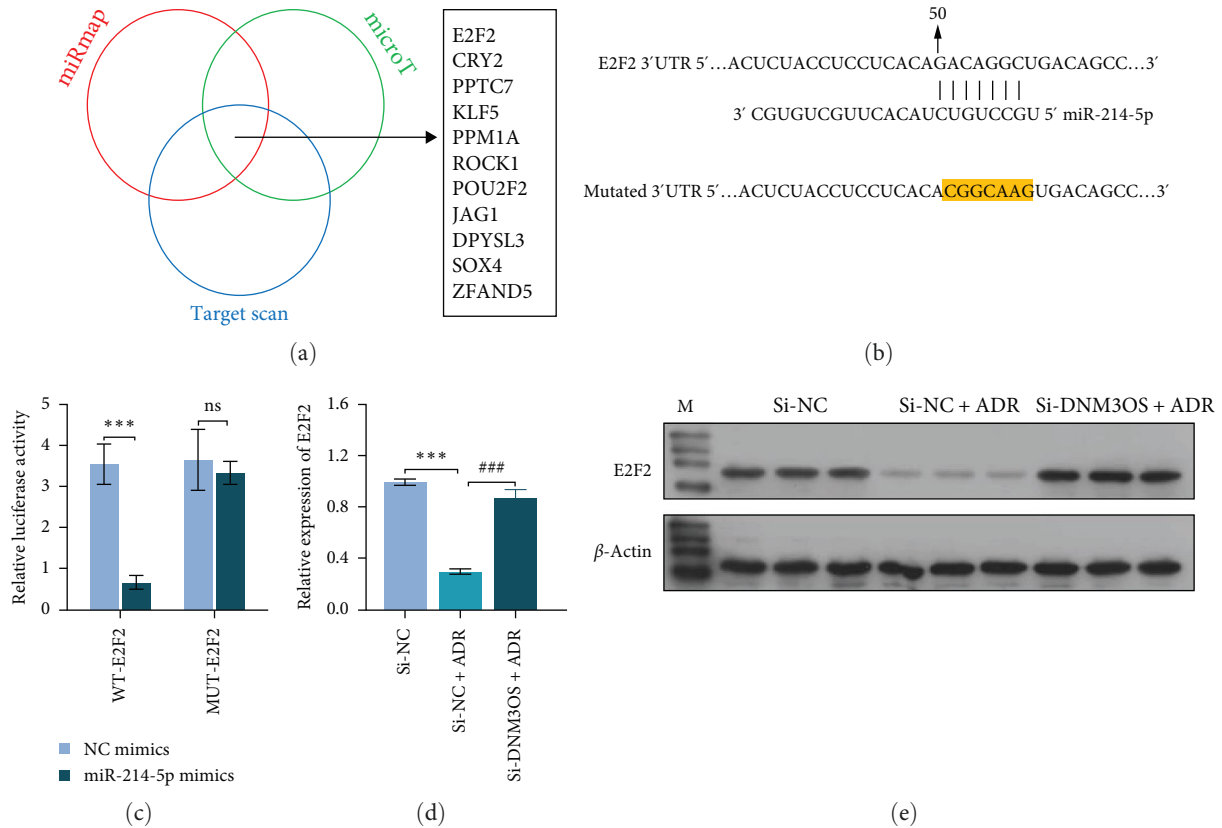 miRmap
microT
Target scan
E2F2
CRY2
PPTC7
KLF5
PPM1A
ROCK1
POU2F2
JAG1
DPYSL3
SOX4
ZFAND5
(a)
50
E2F2 3´UTR 5´…ACUCUACCUCCUCACAGACAGGCUGACAGCC…3´
3´ CGUGUCGUUCACAUCUGUCCGU 5´ miR-214-5p
Mutated 3´UTR 5´…ACUCUACCUCCUCACACGGCAAGUGACAGCC…3´
(b)
Relative luciferase activity
5
4
3
2
1
0
***
ns
WT-E2F2
MUT-E2F2
NC mimics
miR-214-5p mimics
(c)
Relative expression of E2F2
1.6
1.2
0.8
0.4
0.0
***
###
Si-NC
Si-NC + ADR
Si-DNM3OS + ADR
(d)
M Si-NC Si-NC + ADR Si-DNM3OS + ADR
E2F2
β-Actin
(e)